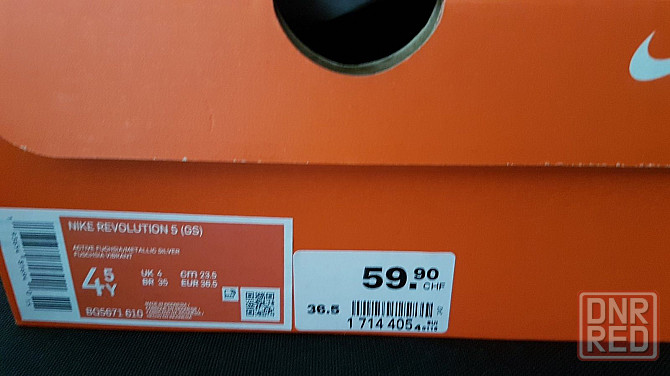 NIKE REVOLUTION 5 (GS)
ACTIVE FUCHSIA/METALLIC SILVER
FUCHSIA VIBRANT
4.5Y
UK 4 cm 23.5
BR 35 EUR 36.5
BQ5671 610
59.90
CHF
36.5
1 714 405
DNR
RED